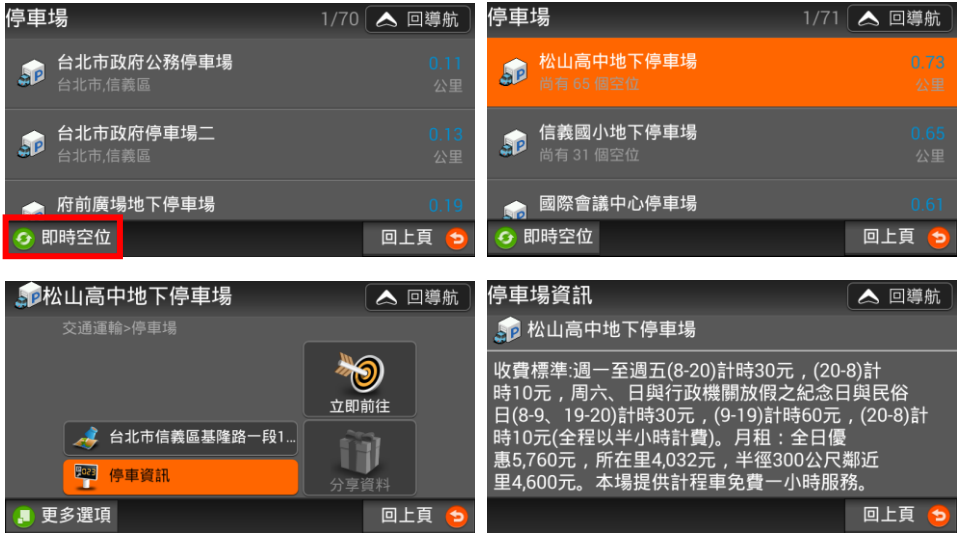 停車場 1/70 回導航
台北市政府公務停車場 0.11
台北市,信義區 公里
台北市政府停車場二 0.13
台北市,信義區 公里
府前廣場地下停車場 0.19
即時空位 回上頁
停車場 1/71 回導航
松山高中地下停車場 0.73
尚有 65 個空位 公里
信義國小地下停車場 0.65
尚有 31 個空位 公里
國際會議中心停車場 0.61
即時空位 回上頁
松山高中地下停車場 回導航
交通運輸>停車場
立即前往
台北市信義區基隆路一段1...
停車資訊
分享資料
更多選項 回上頁
停車場資訊 回導航
松山高中地下停車場
收費標準:週一至週五(8-20)計時30元，(20-8)計
時10元，周六、日與行政機關放假之紀念日與民俗
日(8-9、19-20)計時30元，(9-19)計時60元，(20-8)計
時10元(全程以半小時計費)。月租：全日優
惠5,760元，所在里4,032元，半徑300公尺鄰近
里4,600元。本場提供計程車免費一小時服務。
回上頁